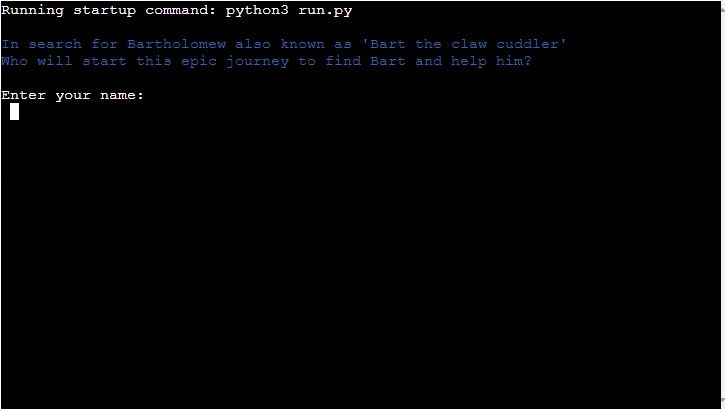 Running startup command: python3 run.py
In search for Bartholomew also known as 'Bart the claw cuddler'
Who will start this epic journey to find Bart and help him?
Enter your name: